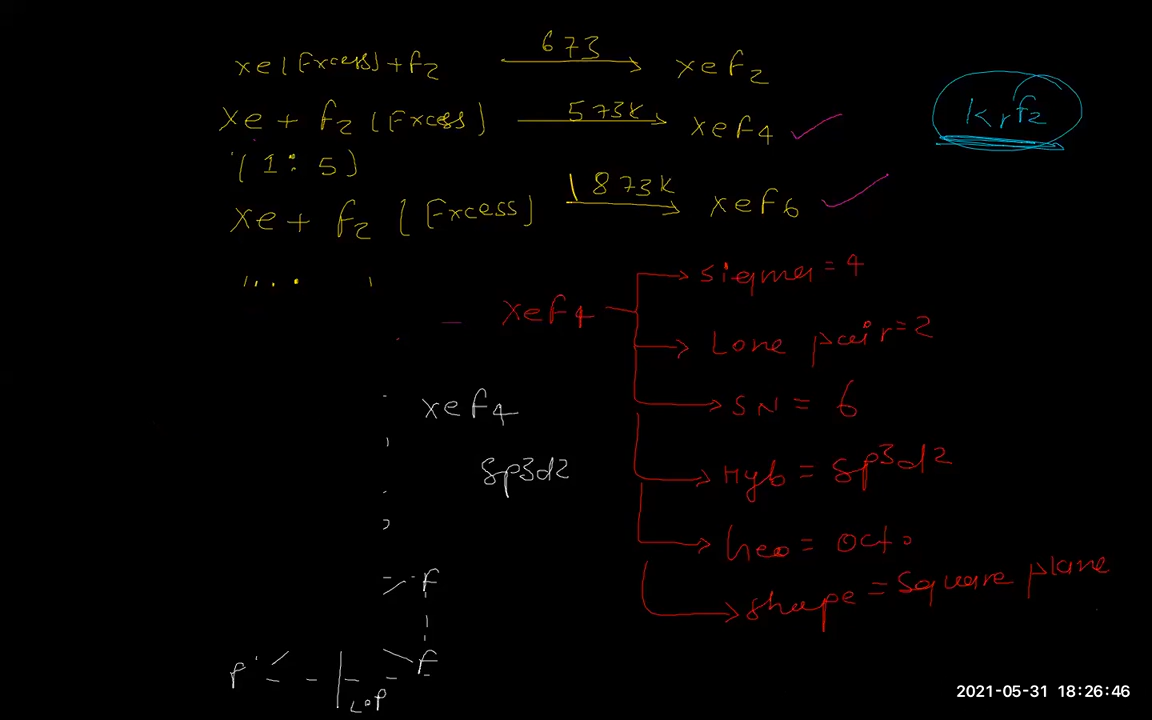 xe(Excess)+f2 673 xef2
xe + f2 (Excess) 573K xef4
krf2
(1:5)
xe + f2 (Excess) 873K xef6
xef4
sigma=4
Lone pair=2
SN = 6
Hyb = sp3d2
Geo = octo
shape = square plane
xef4
sp3d2
f
f
P
LoP
2021-05-31 18:26:46